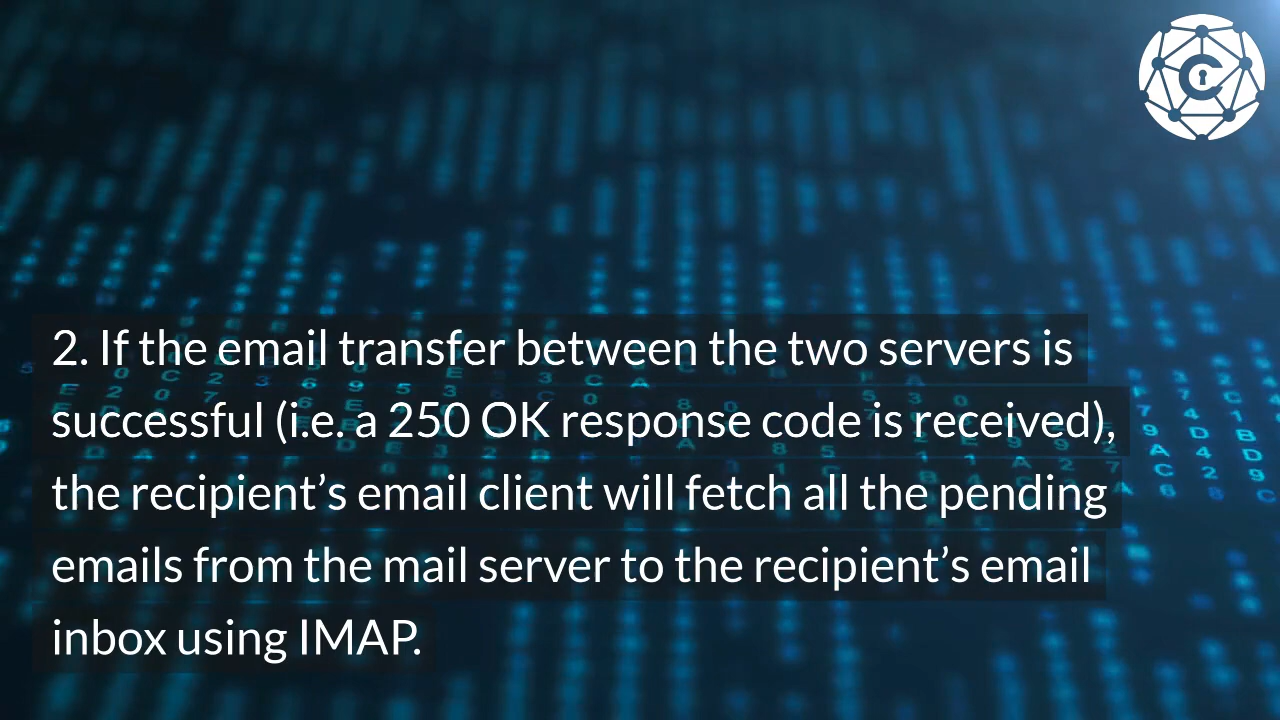 2. If the email transfer between the two servers is
successful (i.e. a 250 OK response code is received),
the recipient’s email client will fetch all the pending
emails from the mail server to the recipient’s email
inbox using IMAP.